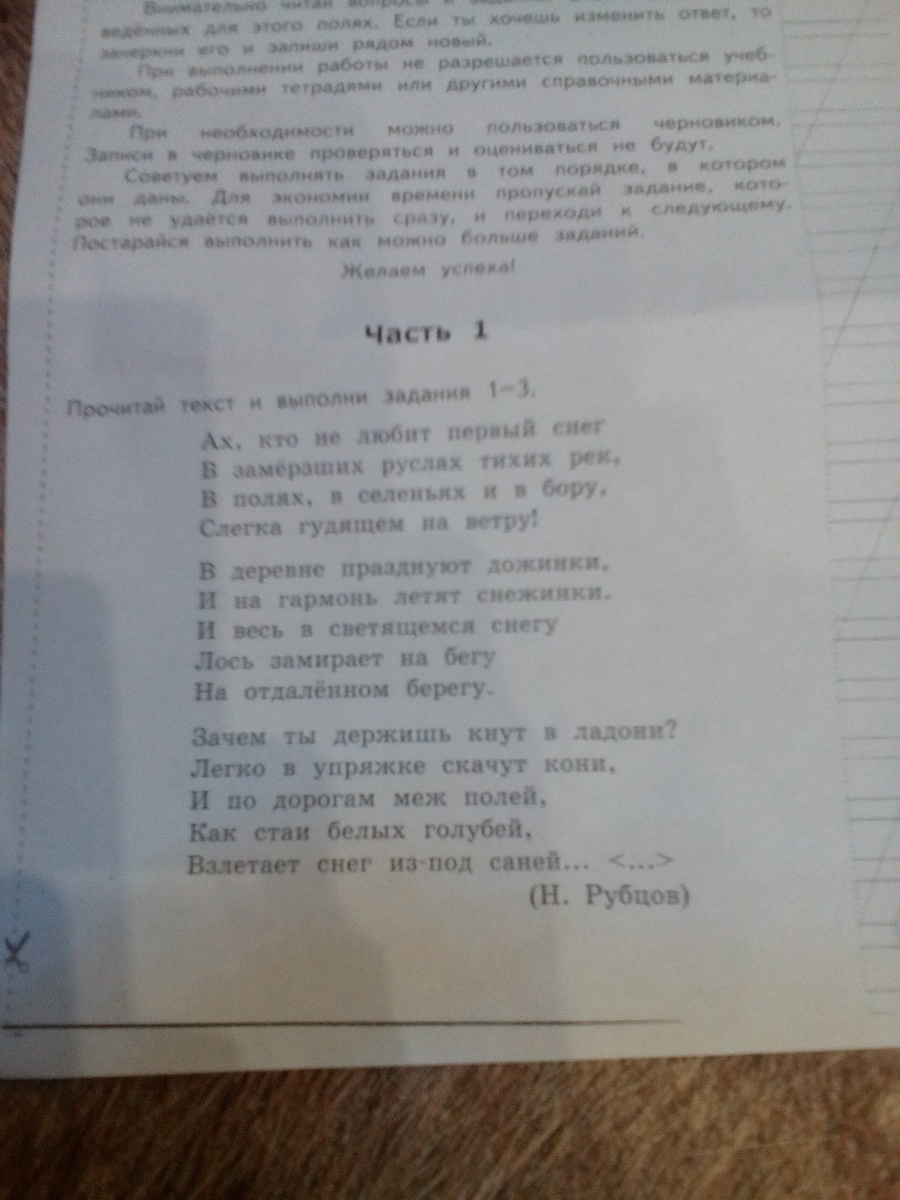 Внимательно читай вопросы и задания
ведённых для этого полях. Если ты хочешь изменить ответ, то
зачеркни его и запиши рядом новый.
При выполнении работы не разрешается пользоваться учеб-
ником, рабочими тетрадями или другими справочными материа-
лами.
При необходимости можно пользоваться черновиком.
Записи в черновике проверяться и оцениваться не будут.
Советуем выполнять задания в том порядке, в котором
они даны. Для экономии времени пропускай задание, кото-
рое не удаётся выполнить сразу, и переходи к следующему.
Постарайся выполнить как можно больше заданий.
Желаем успеха!
Часть 1
Прочитай текст и выполни задания 1—3.
Ах, кто не любит первый снег
В замёрзших руслах тихих рек,
В полях, в селеньях и в бору,
Слегка гудящем на ветру!
В деревне празднуют дожинки,
И на гармонь летят снежинки.
И весь в светящемся снегу
Лось замирает на бегу
На отдалённом берегу.
Зачем ты держишь кнут в ладони?
Легко в упряжке скачут кони,
И по дорогам меж полей,
Как стаи белых голубей,
Взлетает снег из-под саней... <...>
(Н. Рубцов)